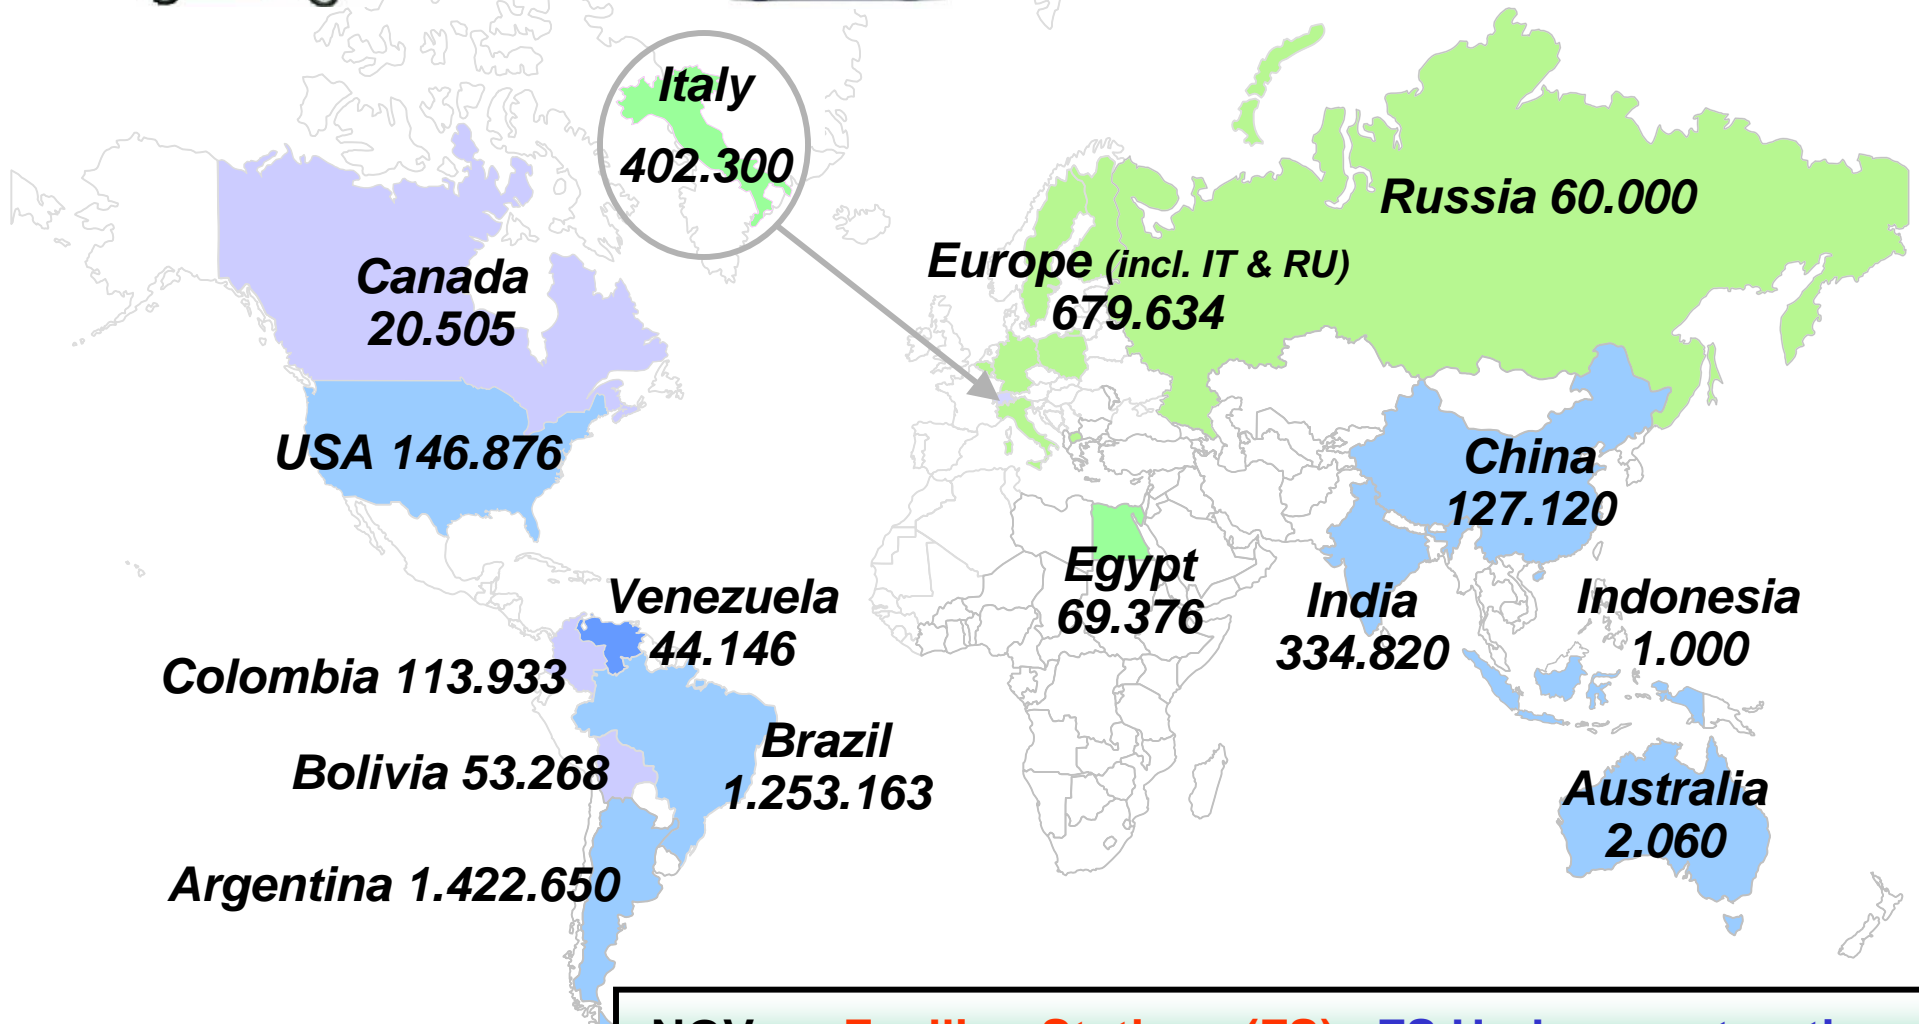 Italy
402.300
Russia 60.000
Europe (incl. IT & RU)
679.634
Canada
20.505
USA 146.876
China
127.120
Egypt
69.376
India
334.820
Indonesia
1.000
Venezuela
44.146
Colombia 113.933
Brazil
1.253.163
Bolivia 53.268
Australia
2.060
Argentina 1.422.650